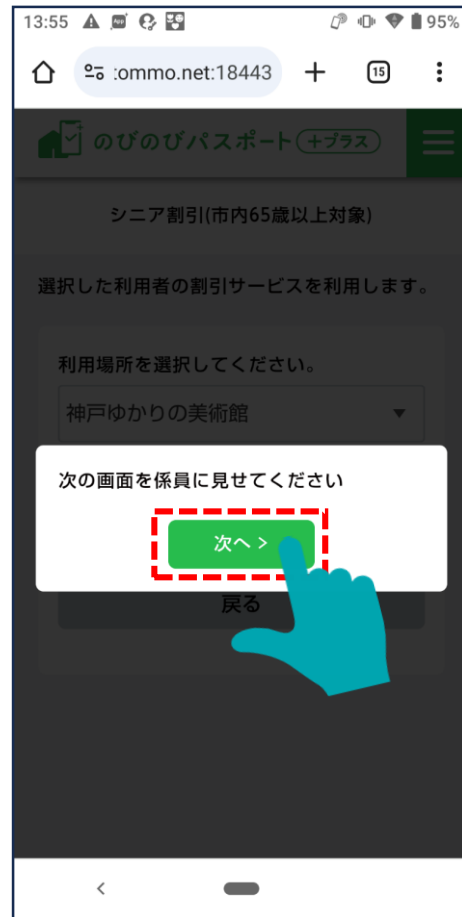 13:55 95%
:ommo.net:18443 15
のびのびパスポート +プラス
シニア割引(市内65歳以上対象)
選択した利用者の割引サービスを利用します。
利用場所を選択してください。
神戸ゆかりの美術館
次の画面を係員に見せてください
次へ >
戻る